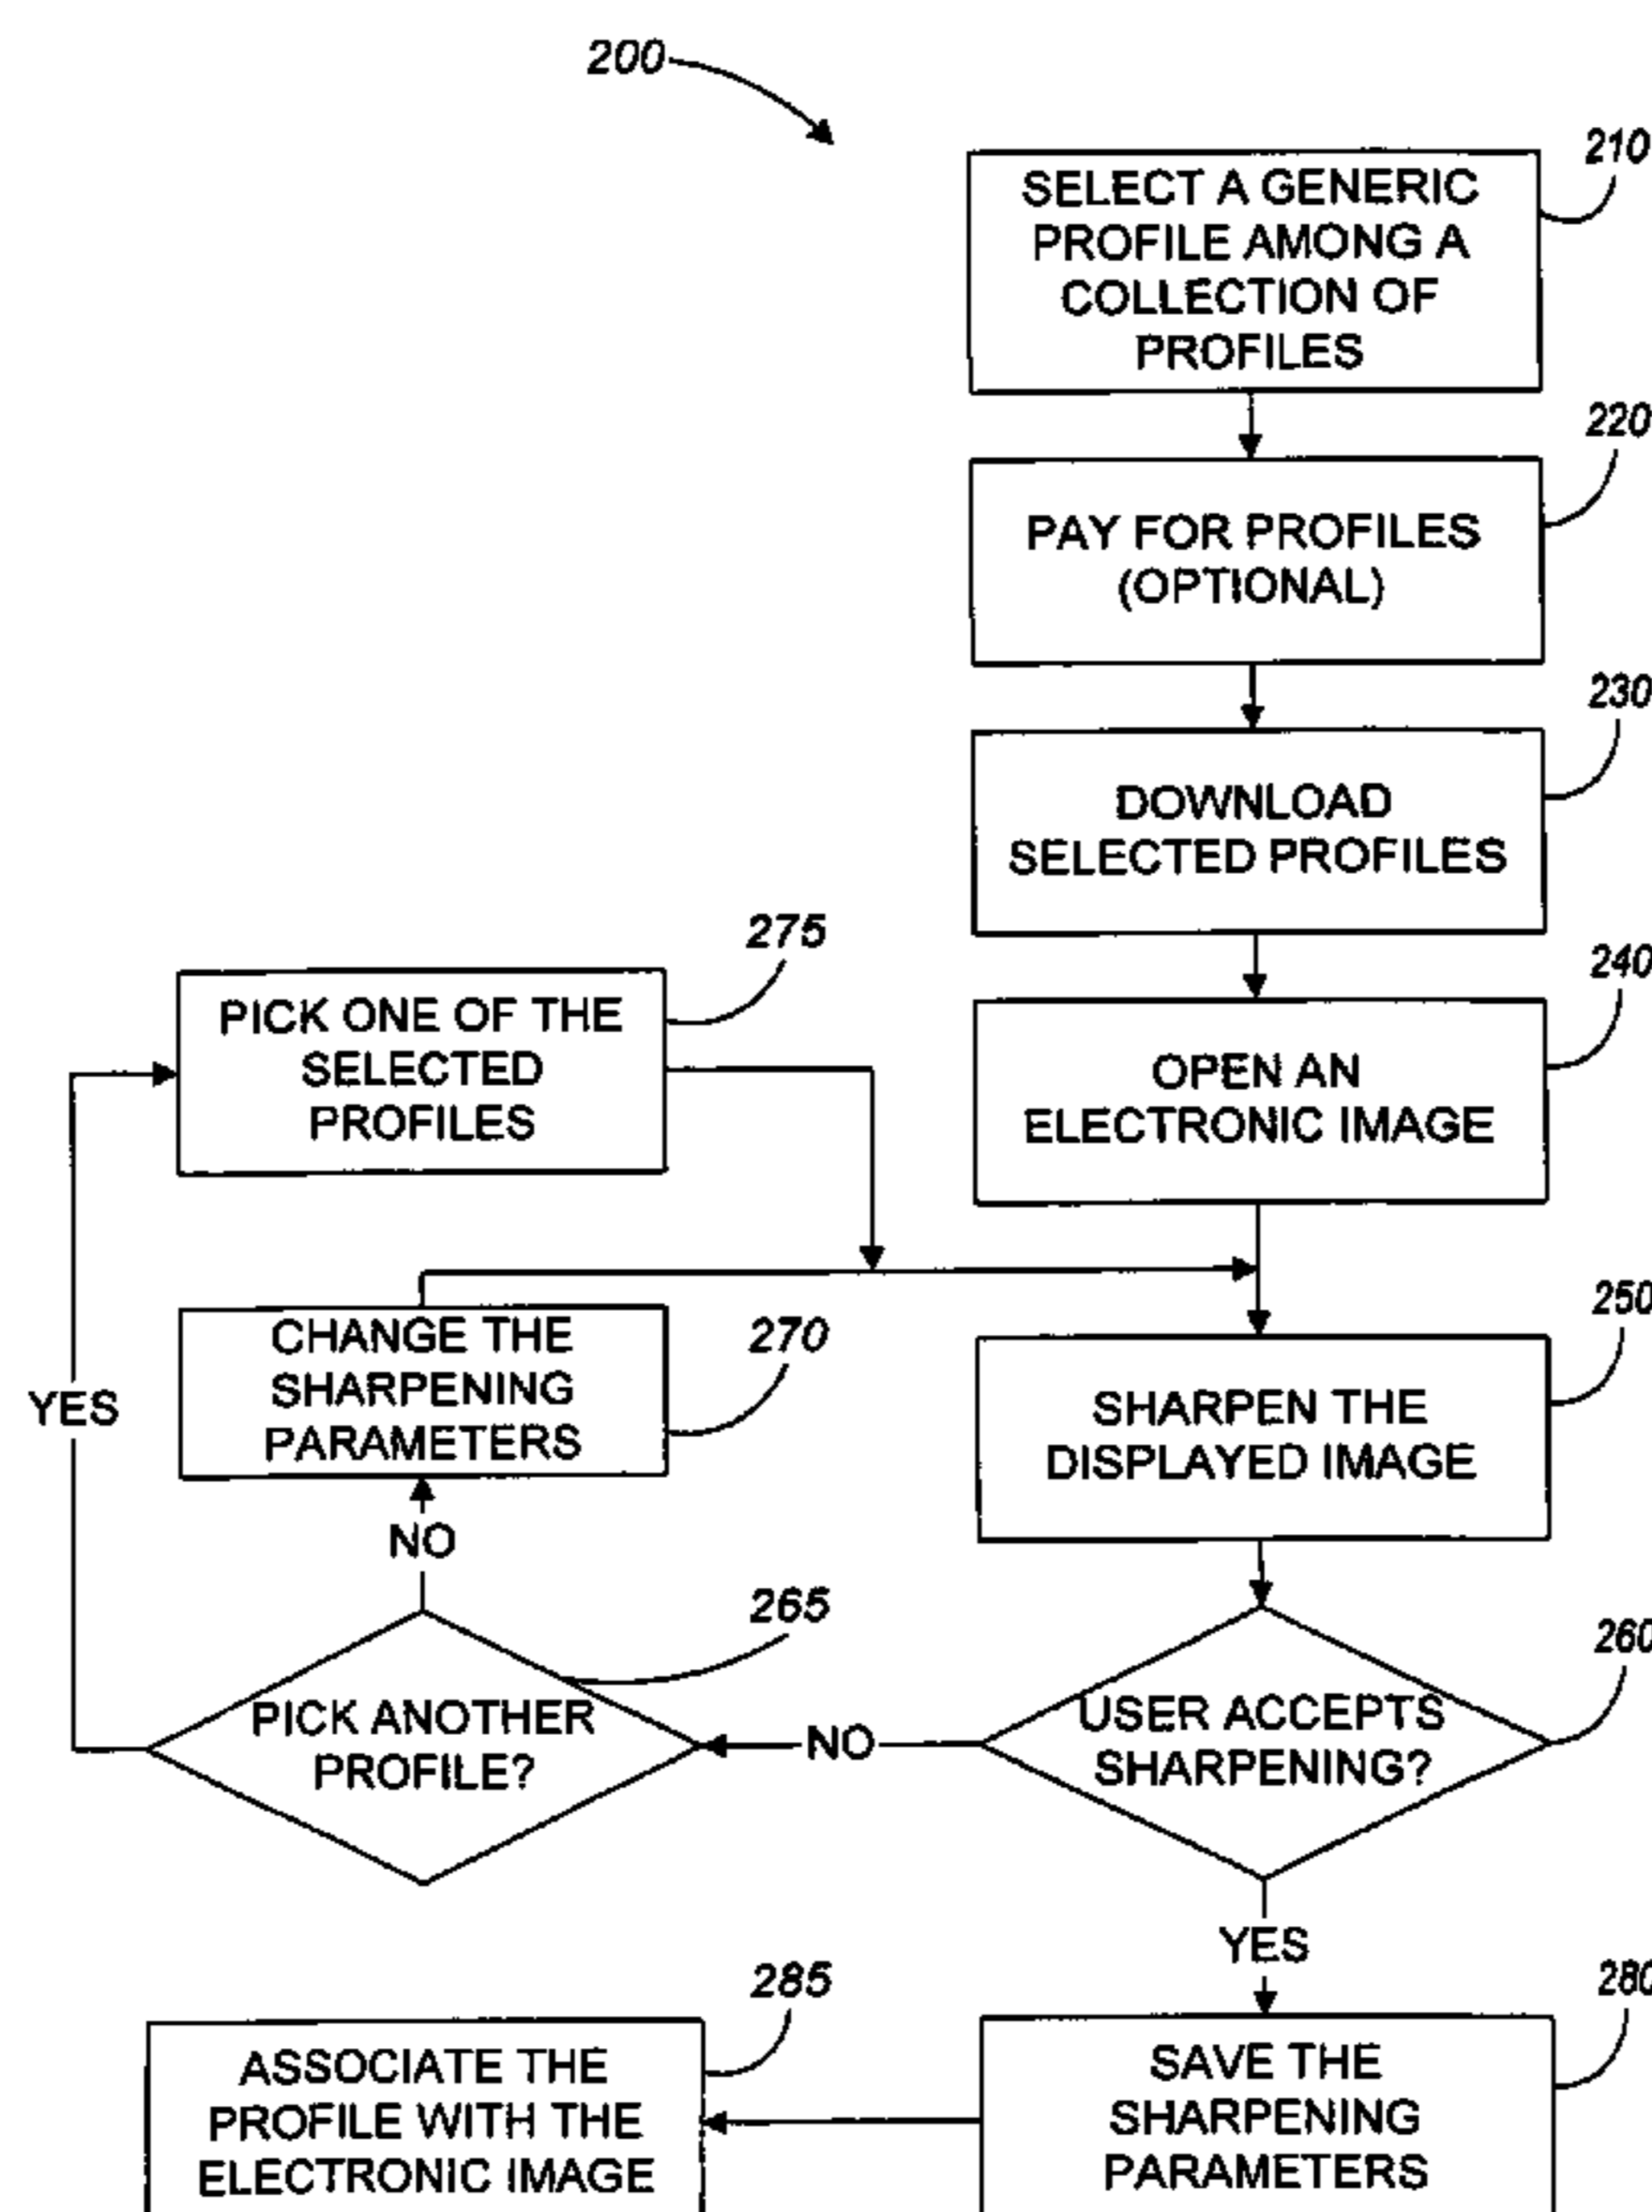 200
210
SELECT A GENERIC
PROFILE AMONG A
COLLECTION OF
PROFILES
220
PAY FOR PROFILES
(OPTIONAL)
230
DOWNLOAD
SELECTED PROFILES
275
240
PICK ONE OF THE
SELECTED
PROFILES
OPEN AN
ELECTRONIC IMAGE
270
250
CHANGE THE
SHARPENING
PARAMETERS
YES
SHARPEN THE
DISPLAYED IMAGE
NO
265
260
PICK ANOTHER
PROFILE?
NO
USER ACCEPTS
SHARPENING?
YES
285
280
ASSOCIATE THE
PROFILE WITH THE
ELECTRONIC IMAGE
SAVE THE
SHARPENING
PARAMETERS